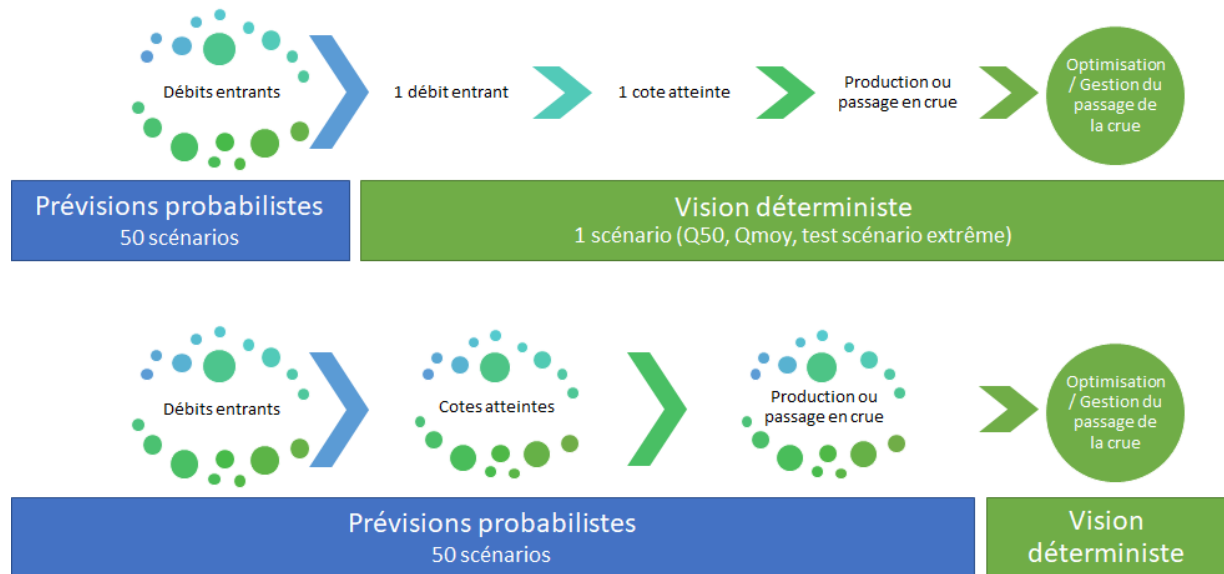 Débits entrants
1 débit entrant
1 cote atteinte
Production ou
passage en crue
Optimisation
/ Gestion du
passage de
la crue
Prévisions probabilistes
50 scénarios
Vision déterministe
1 scénario (Q50, Qmoy, test scénario extrême)
Débits entrants
Cotes atteintes
Production ou
passage en crue
Optimisation
/ Gestion du
passage de
la crue
Prévisions probabilistes
50 scénarios
Vision
déterministe